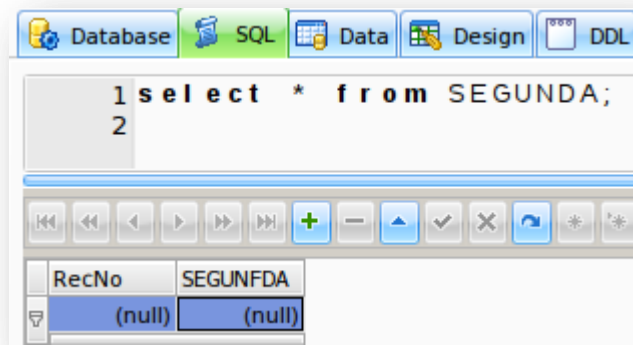 Database SQL Data Design DDL
1 select * from SEGUNDA;
2
RecNo SEGUNFDA
(null) (null)